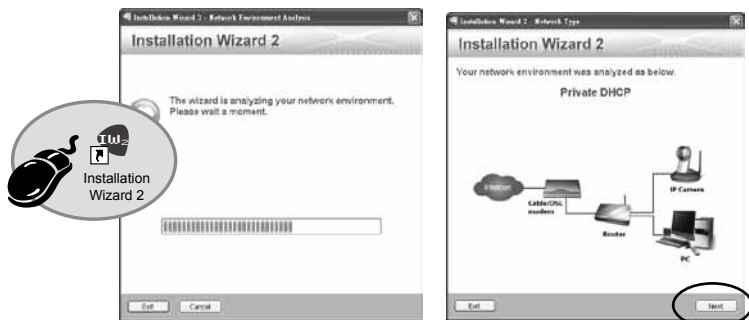 Installation Wizard 2 - Network Environment Analysis
Installation Wizard 2
The wizard is analyzing your network environment.
Please wait a moment.
IW2
Installation
Wizard 2
Exit
Cancel
Installation Wizard 2 - Network Type
Installation Wizard 2
Your network environment was analyzed as below.
Private DHCP
Internet
Cable/DSL
modem
Router
IP Camera
PC
Exit
Next